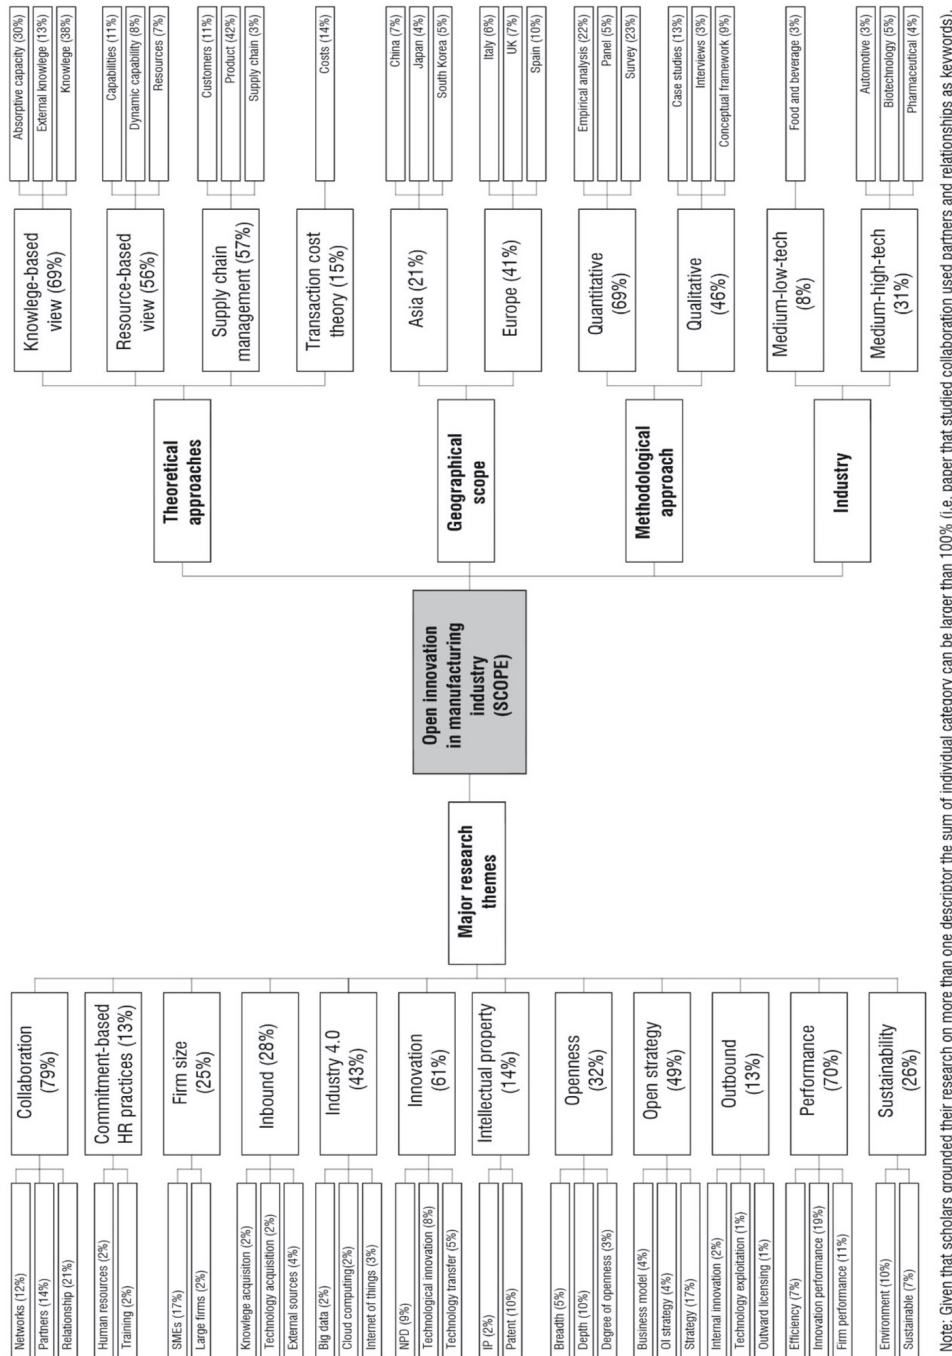 Networks (12%)
Partners (14%)
Relationship (21%)
Collaboration
(79%)
Human resources (2%)
Training (2%)
Commitment-based
HR practices (13%)
SMEs (17%)
Large firms (2%)
Firm size
(25%)
Knowledge acquisiton (2%)
Technology acquisition (2%)
External sources (4%)
Inbound (28%)
Big data (2%)
Cloud computing(2%)
Internet of things (3%)
Industry 4.0
(43%)
NPD (9%)
Technological innovation (8%)
Technology transfer (5%)
Innovation
(61%)
IP (2%)
Patent (10%)
Intellectual property
(14%)
Breadth (5%)
Depth (10%)
Degree of openness (3%)
Openness
(32%)
Business model (4%)
OI strategy (4%)
Strategy (17%)
Open strategy
(49%)
Internal innovation (2%)
Technology exploitation (1%)
Outward licensing (1%)
Outbound
(13%)
Efficiency (7%)
Innovation performance (19%)
Firm performance (11%)
Performance
(70%)
Environment (10%)
Sustainable (7%)
Sustainability
(26%)
Major research
themes
Open innovation
in manufacturing
industry
(SCOPE)
Theoretical
approaches
Knowlege-based
view (69%)
Absorptive capacity (30%)
External knowlege (13%)
Knowlege (38%)
Resource-based
view (56%)
Capabilities (11%)
Dynamic capability (8%)
Resources (7%)
Supply chain
management (57%)
Customers (11%)
Product (42%)
Supply chain (3%)
Transaction cost
theory (15%)
Costs (14%)
Geographical
scope
Asia (21%)
China (7%)
Japan (4%)
South Korea (5%)
Europe (41%)
Italy (6%)
UK (7%)
Spain (10%)
Methodological
approach
Quantitative
(69%)
Empirical analysis (22%)
Panel (5%)
Survey (23%)
Qualitative
(46%)
Case studies (13%)
Interviews (3%)
Conceptual framework (9%)
Industry
Medium-low-tech
(8%)
Food and beverage (3%)
Medium-high-tech
(31%)
Automotive (3%)
Biotechnology (5%)
Pharmaceutical (4%)
Note: Given that scholars grounded their research on more than one descriptor the sum of individual category can be larger than 100% (i.e. paper that studied collaboration used partners and relationships as keywords).